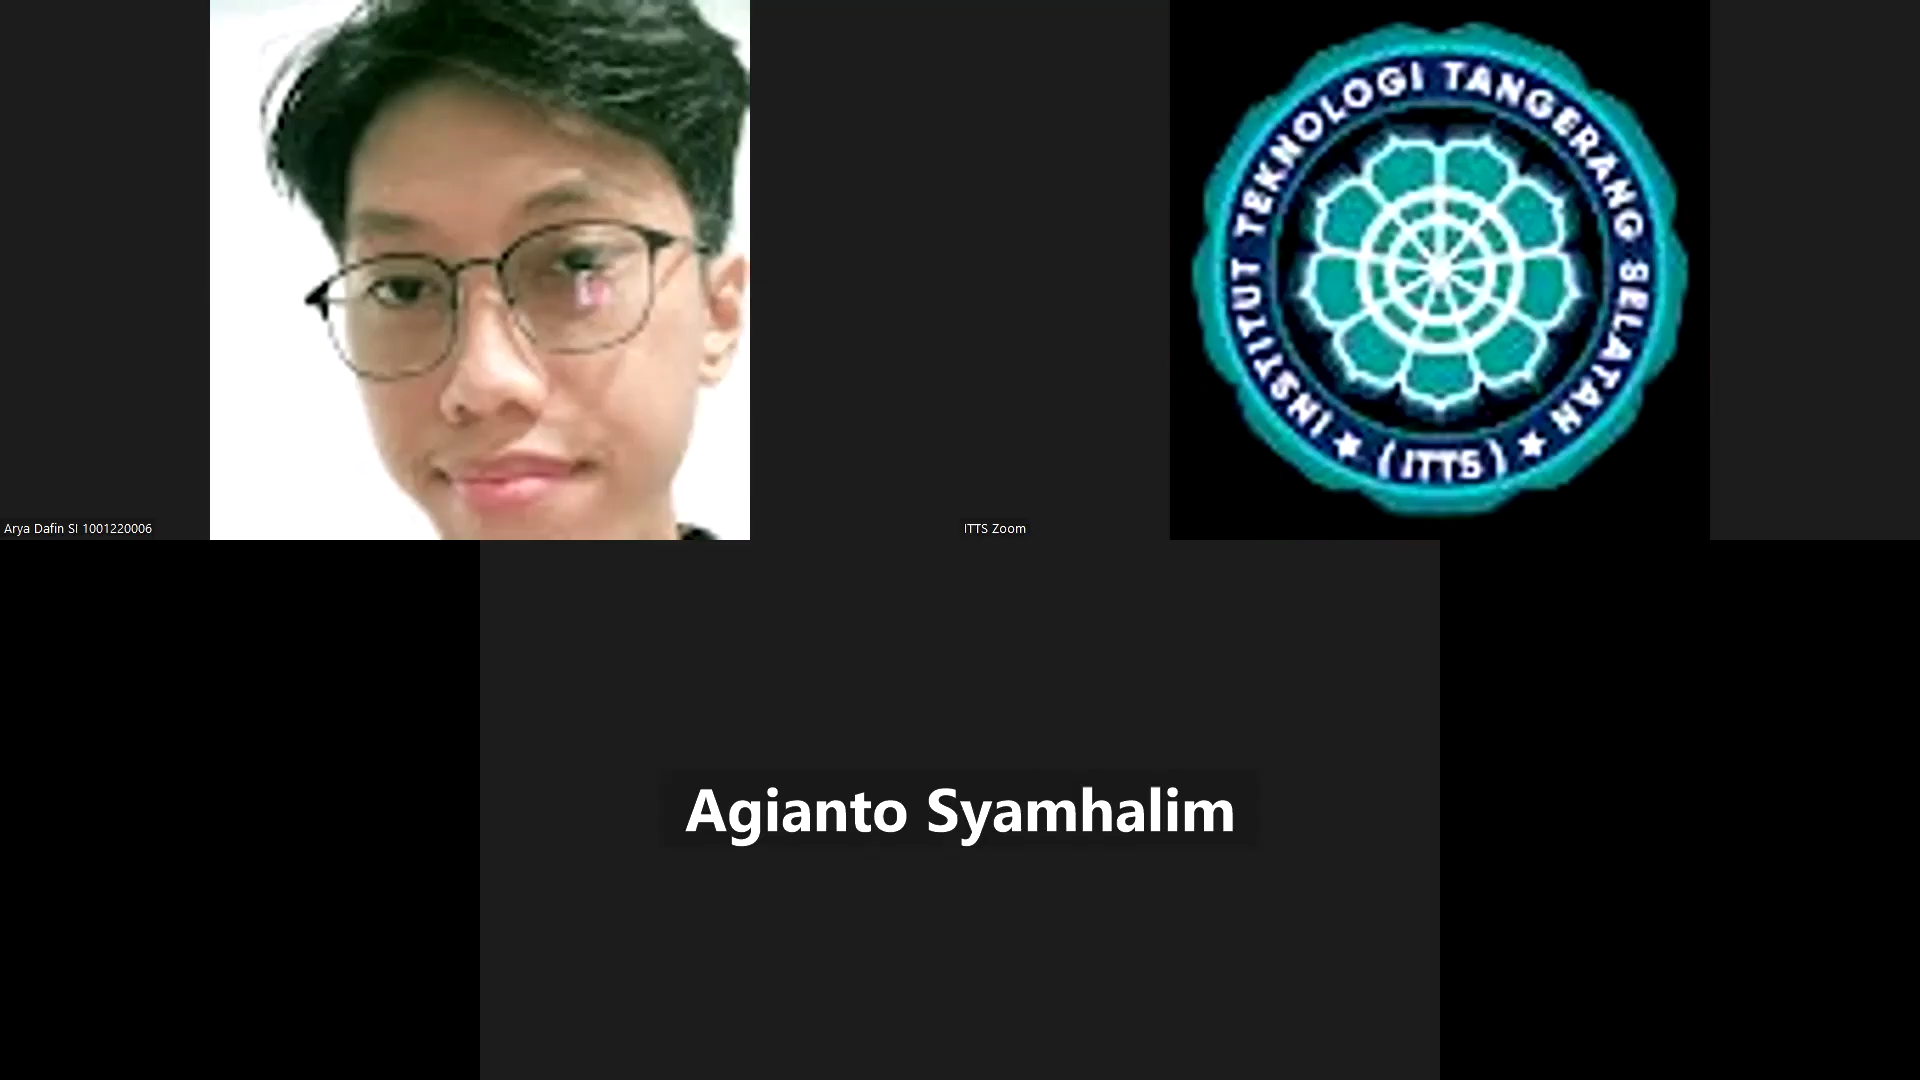 Arya Dafin SI 1001220006
ITTS Zoom
INSTITUT TEKNOLOGI TANGERANG SELATAN
( ITTS )
Agianto Syamhalim